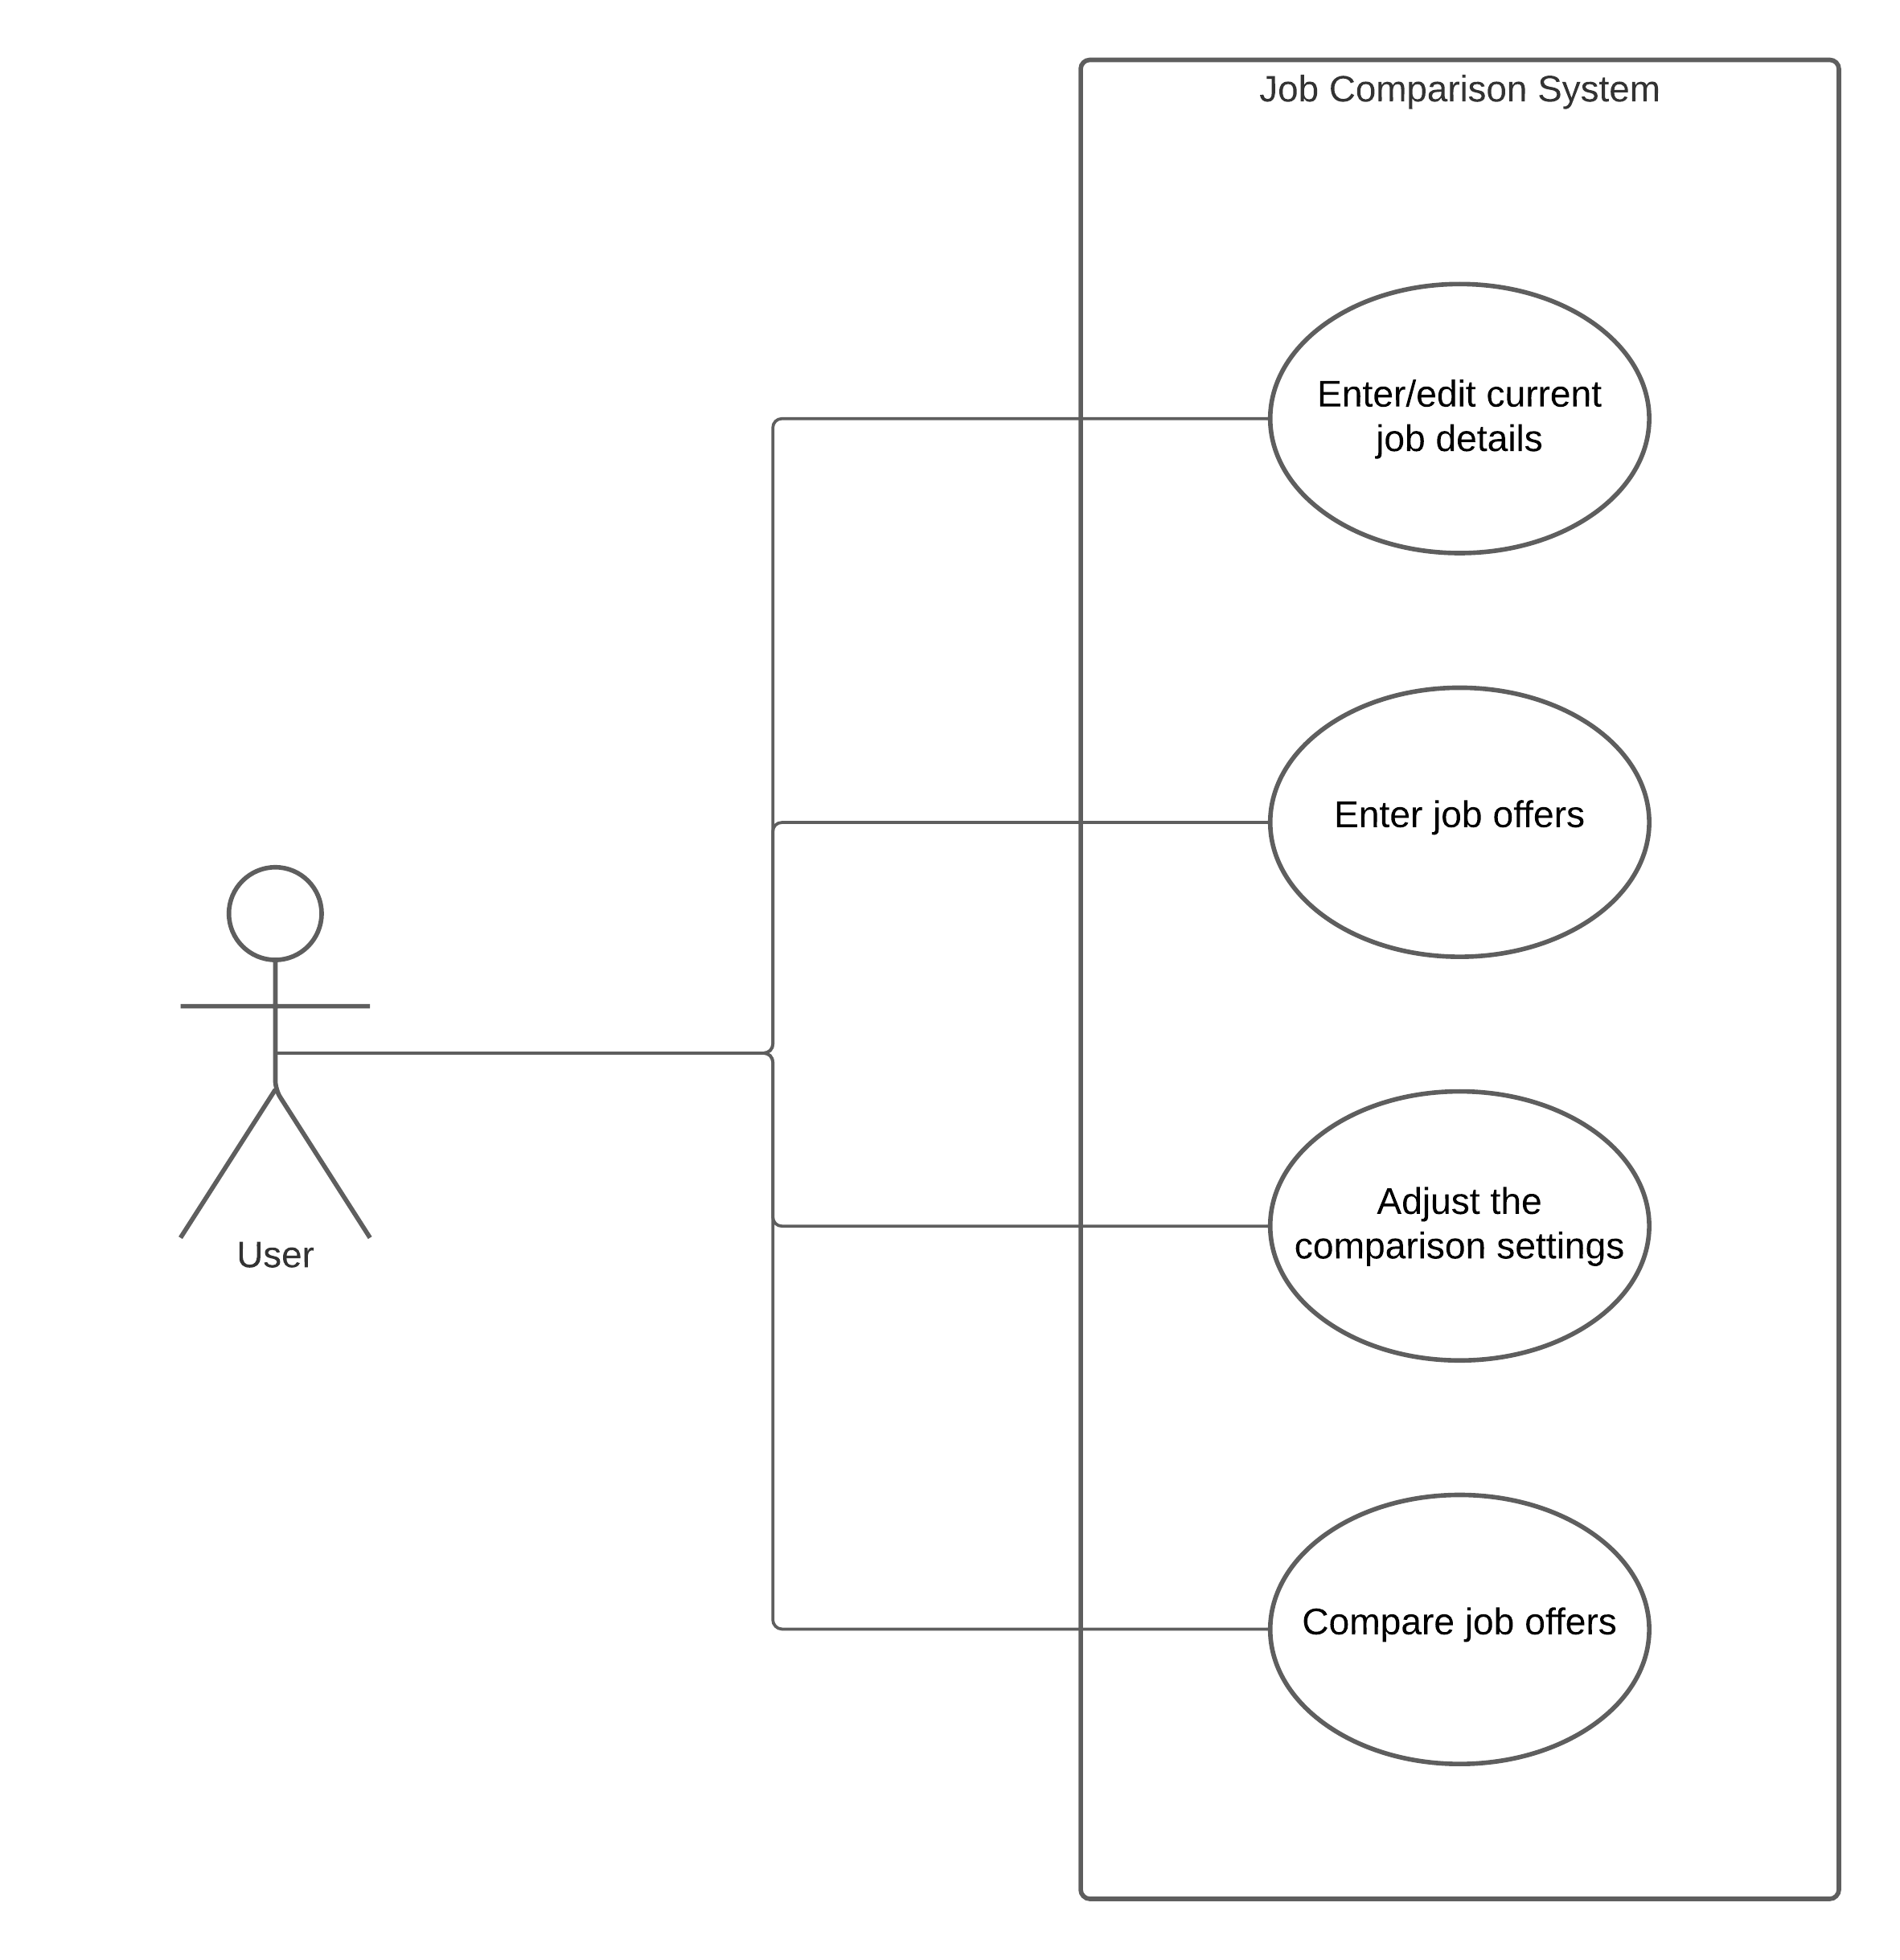 Job Comparison System
Enter/edit current
job details
Enter job offers
Adjust the
comparison settings
User
Compare job offers